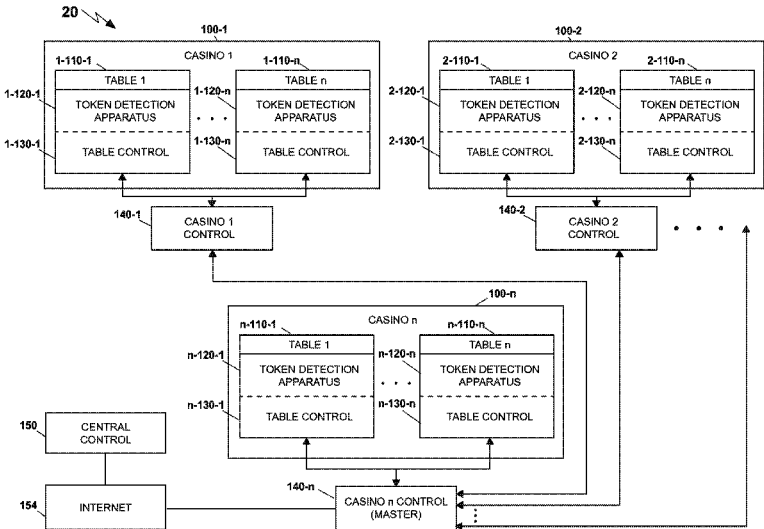 20
100-1
CASINO 1
1-110-1
1-110-n
TABLE 1
TABLE n
1-120-1
1-120-n
TOKEN DETECTION
APPARATUS
. . .
TOKEN DETECTION
APPARATUS
1-130-1
1-130-n
TABLE CONTROL
TABLE CONTROL
140-1
CASINO 1
CONTROL
100-2
CASINO 2
2-110-1
2-110-n
TABLE 1
TABLE n
2-120-1
2-120-n
TOKEN DETECTION
APPARATUS
. . .
TOKEN DETECTION
APPARATUS
2-130-1
2-130-n
TABLE CONTROL
TABLE CONTROL
140-2
CASINO 2
CONTROL
. . . .
100-n
CASINO n
n-110-1
n-110-n
TABLE 1
TABLE n
n-120-1
n-120-n
TOKEN DETECTION
APPARATUS
. . .
TOKEN DETECTION
APPARATUS
n-130-1
n-130-n
TABLE CONTROL
TABLE CONTROL
150
CENTRAL
CONTROL
154
INTERNET
140-n
CASINO n CONTROL
(MASTER)